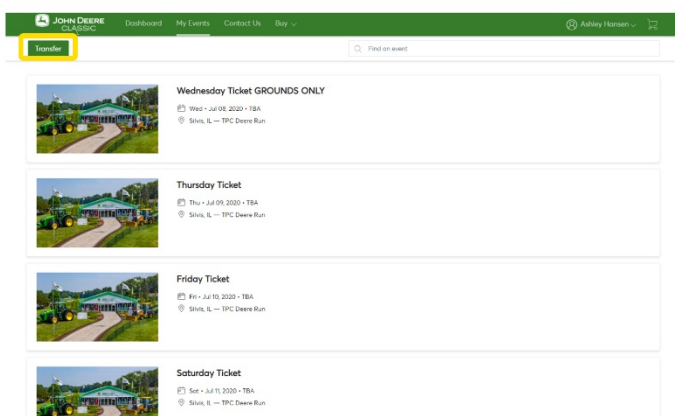 JOHN DEERE
CLASSIC
Dashboard My Events Contact Us Buy
Ashley Hansen
Transfer
Find an event
Wednesday Ticket GROUNDS ONLY
Wed • Jul 08, 2020 • TBA
Silvis, IL — TPC Deere Run
Thursday Ticket
Thu • Jul 09, 2020 • TBA
Silvis, IL — TPC Deere Run
Friday Ticket
Fri • Jul 10, 2020 • TBA
Silvis, IL — TPC Deere Run
Saturday Ticket
Sat • Jul 11, 2020 • TBA
Silvis, IL — TPC Deere Run